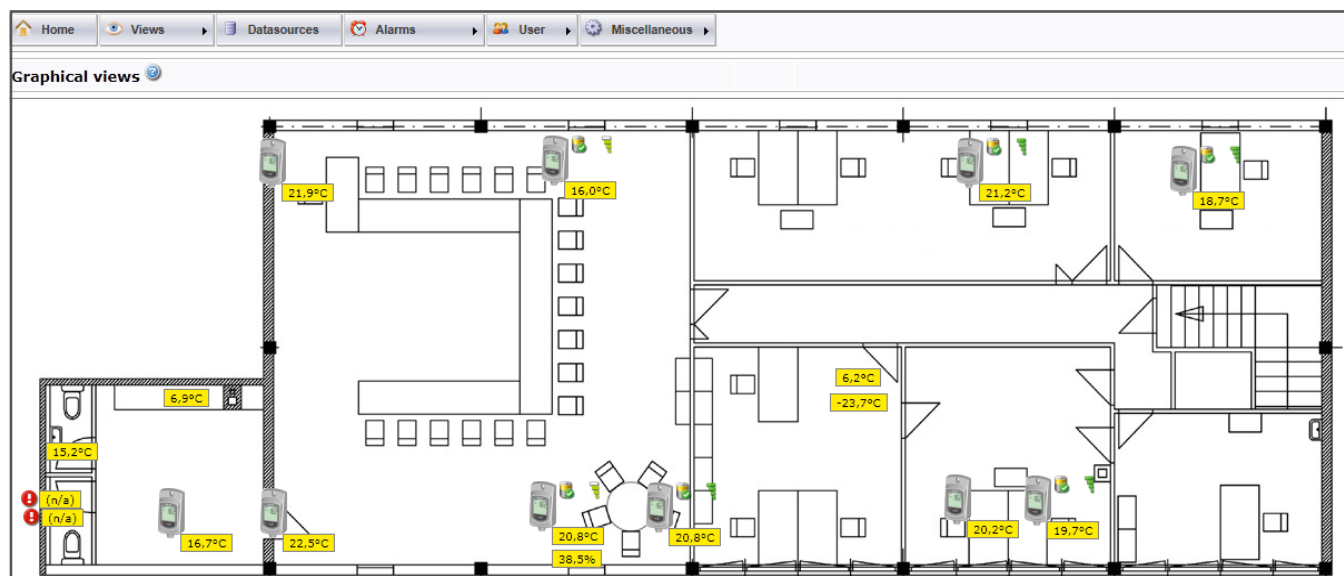 Home Views Datasources Alarms User Miscellaneous
Graphical views
21,9°C
16,0°C
21,2°C
18,7°C
6,2°C
-23,7°C
6,9°C
15,2°C
(n/a)
(n/a)
16,7°C
22,5°C
20,8°C
38,5%
20,8°C
20,2°C
19,7°C